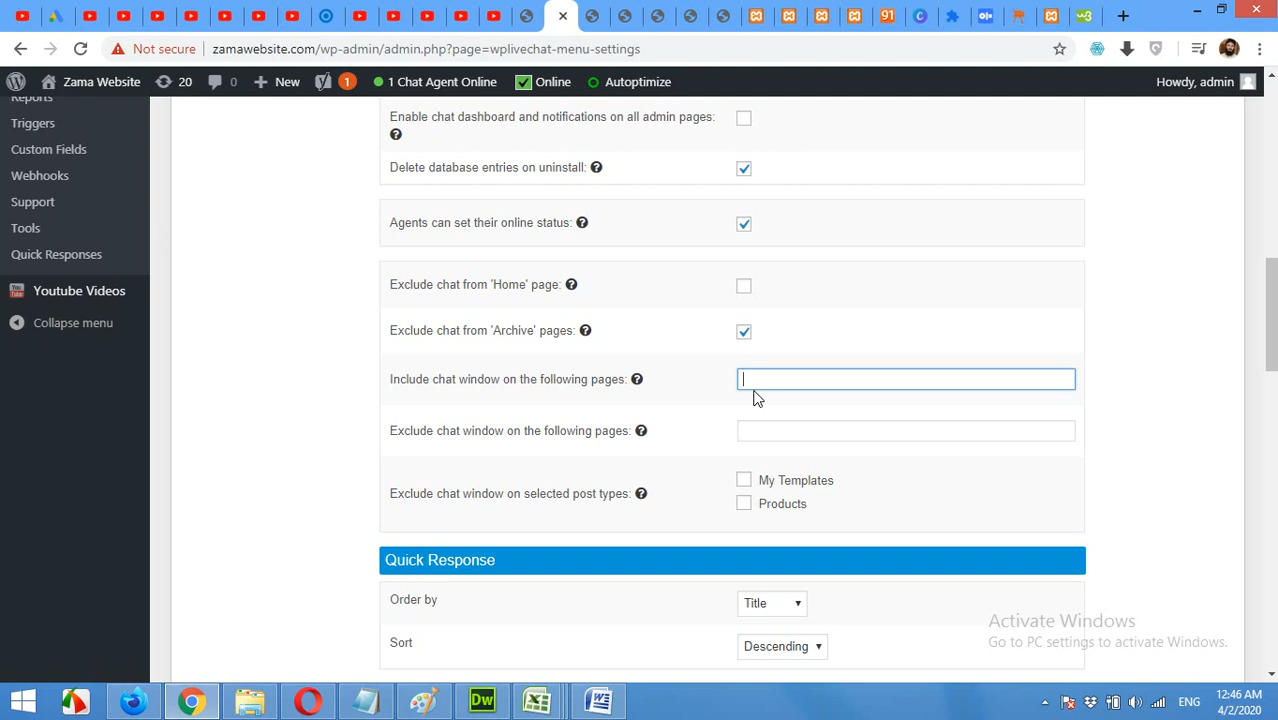 91
Not secure | zamawebsite.com/wp-admin/admin.php?page=wplivechat-menu-settings
Zama Website 20 0 New 1 1 Chat Agent Online Online Autoptimize Howdy, admin
Reports
Triggers
Custom Fields
Webhooks
Support
Tools
Quick Responses
Youtube Videos
Collapse menu
Enable chat dashboard and notifications on all admin pages:
Delete database entries on uninstall:
Agents can set their online status:
Exclude chat from 'Home' page:
Exclude chat from 'Archive' pages:
Include chat window on the following pages:
Exclude chat window on the following pages:
Exclude chat window on selected post types:
My Templates
Products
Quick Response
Order by Title
Sort Descending
Activate Windows
Go to PC settings to activate Windows.
Dw
ENG
12:46 AM
4/2/2020